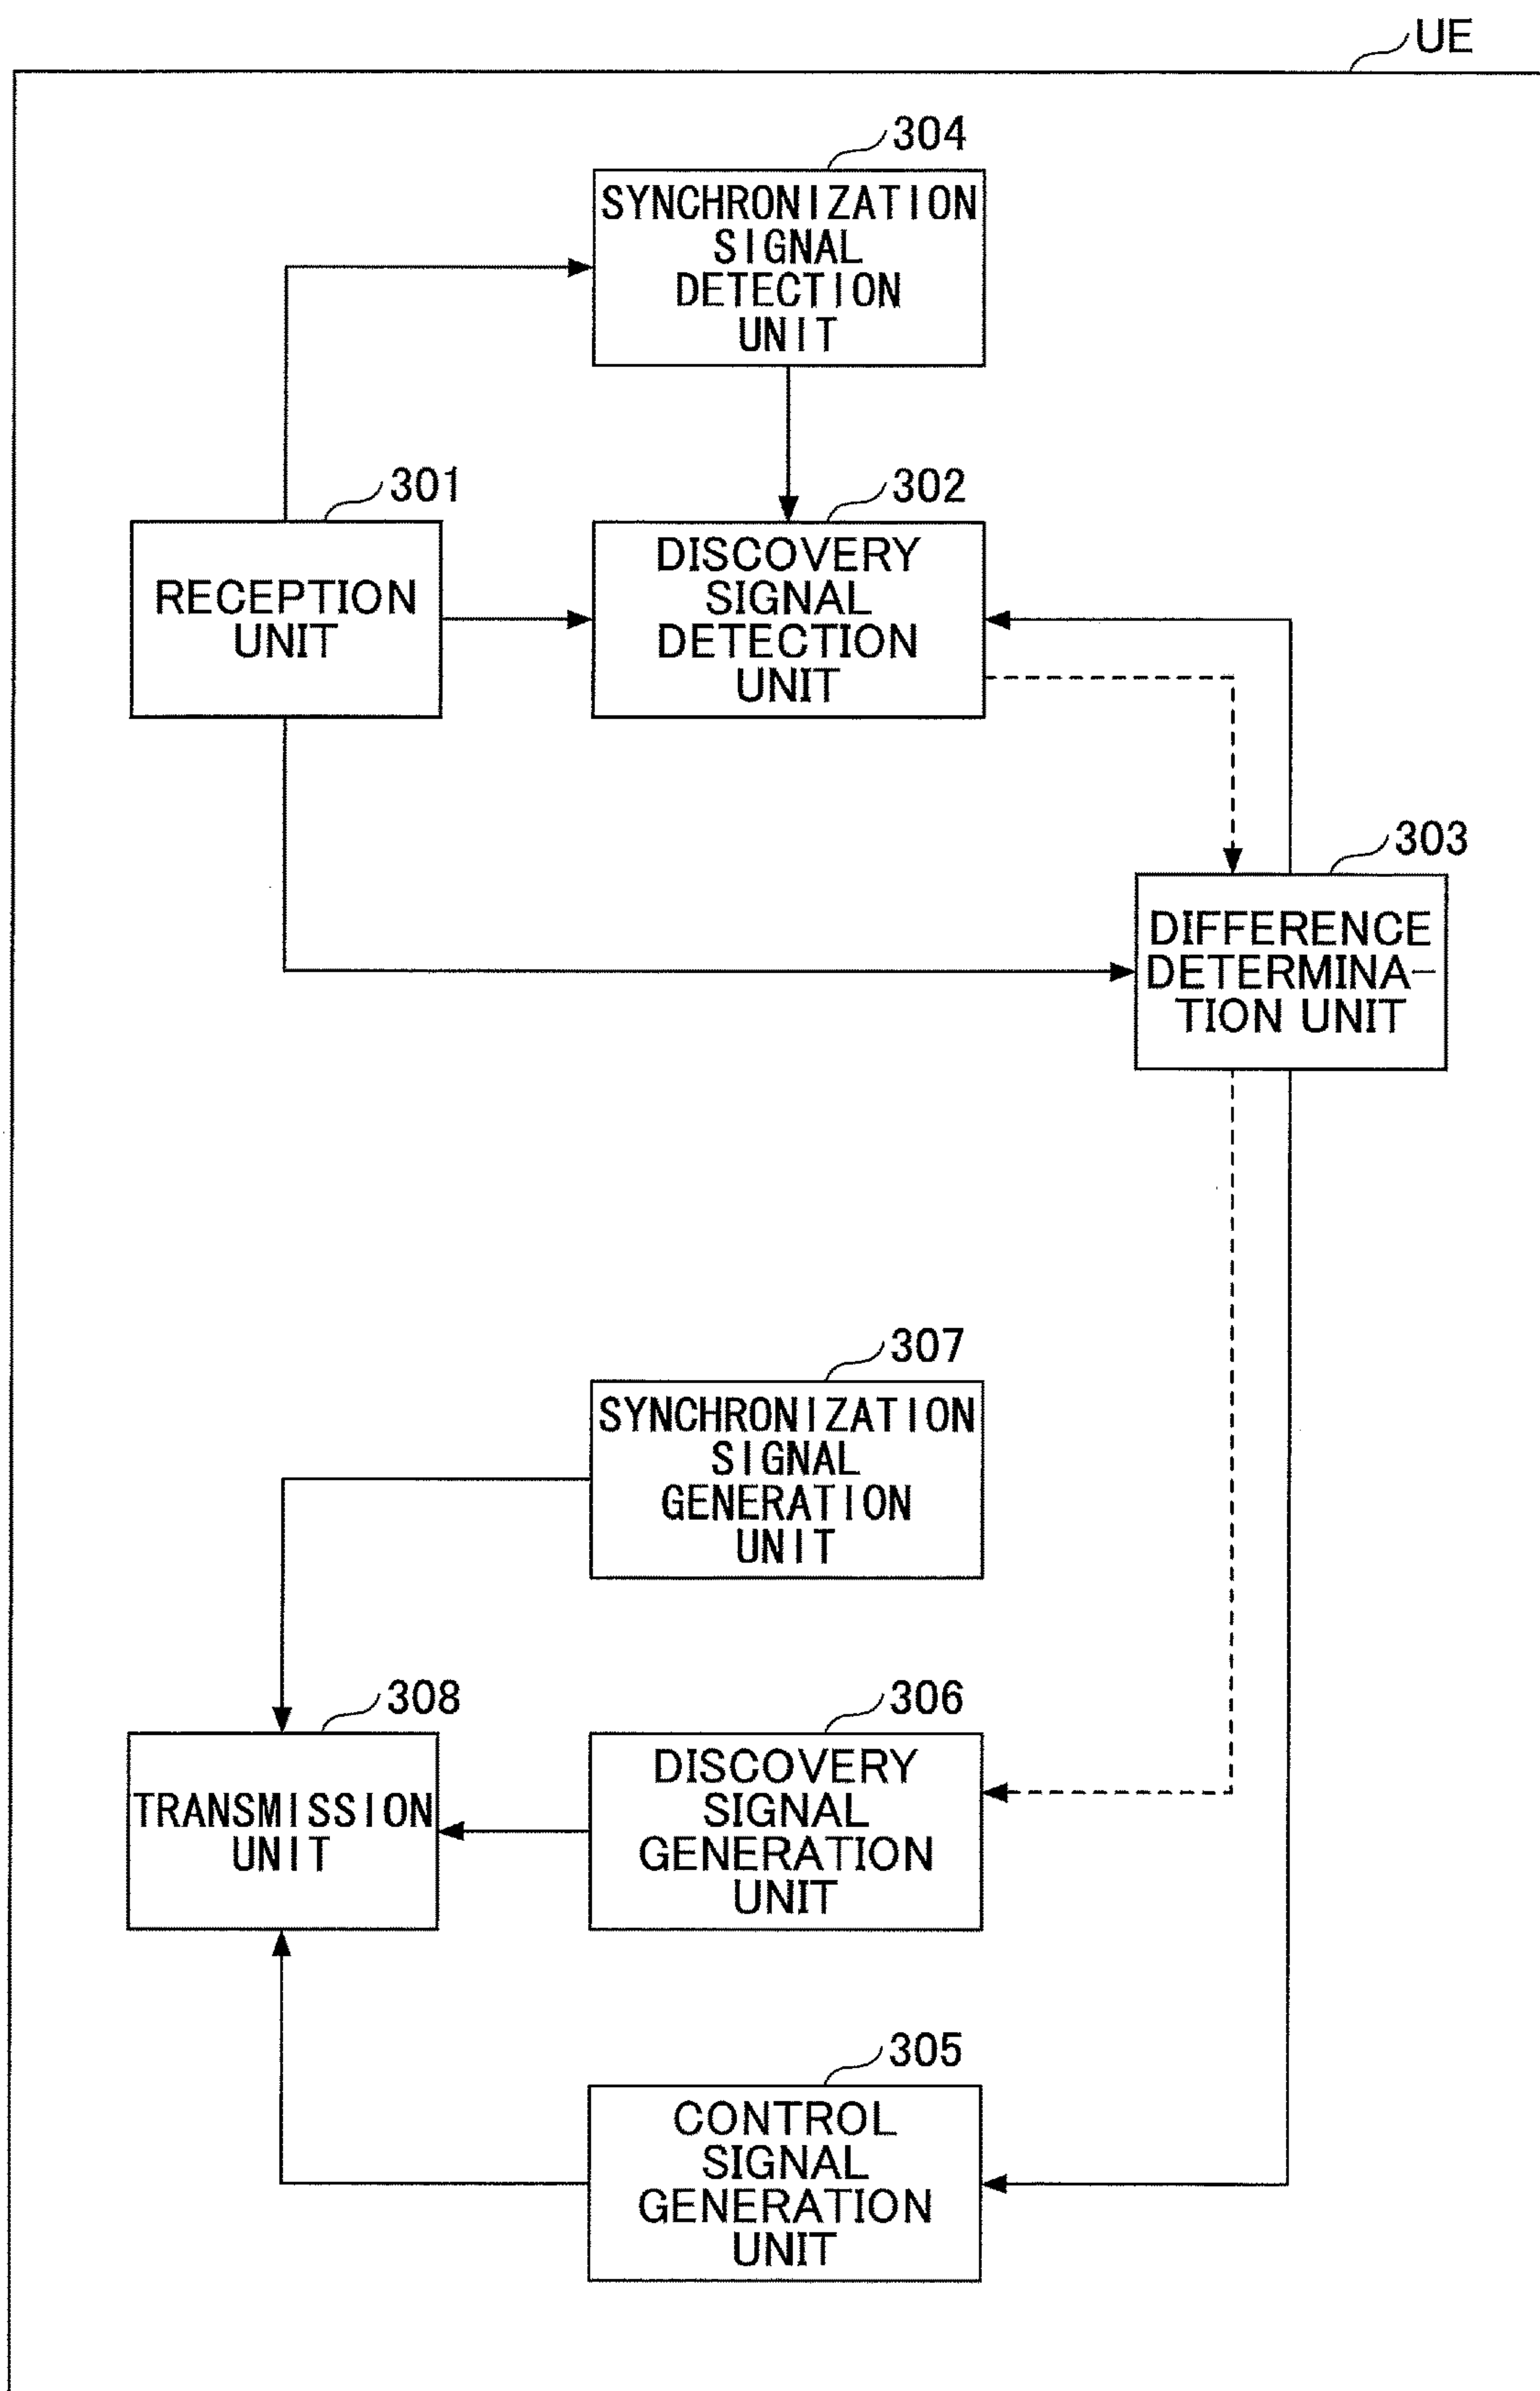 UE
304
SYNCHRONIZATION
SIGNAL
DETECTION
UNIT
301
RECEPTION
UNIT
302
DISCOVERY
SIGNAL
DETECTION
UNIT
303
DIFFERENCE
DETERMINA-
TION UNIT
307
SYNCHRONIZATION
SIGNAL
GENERATION
UNIT
308
TRANSMISSION
UNIT
306
DISCOVERY
SIGNAL
GENERATION
UNIT
305
CONTROL
SIGNAL
GENERATION
UNIT